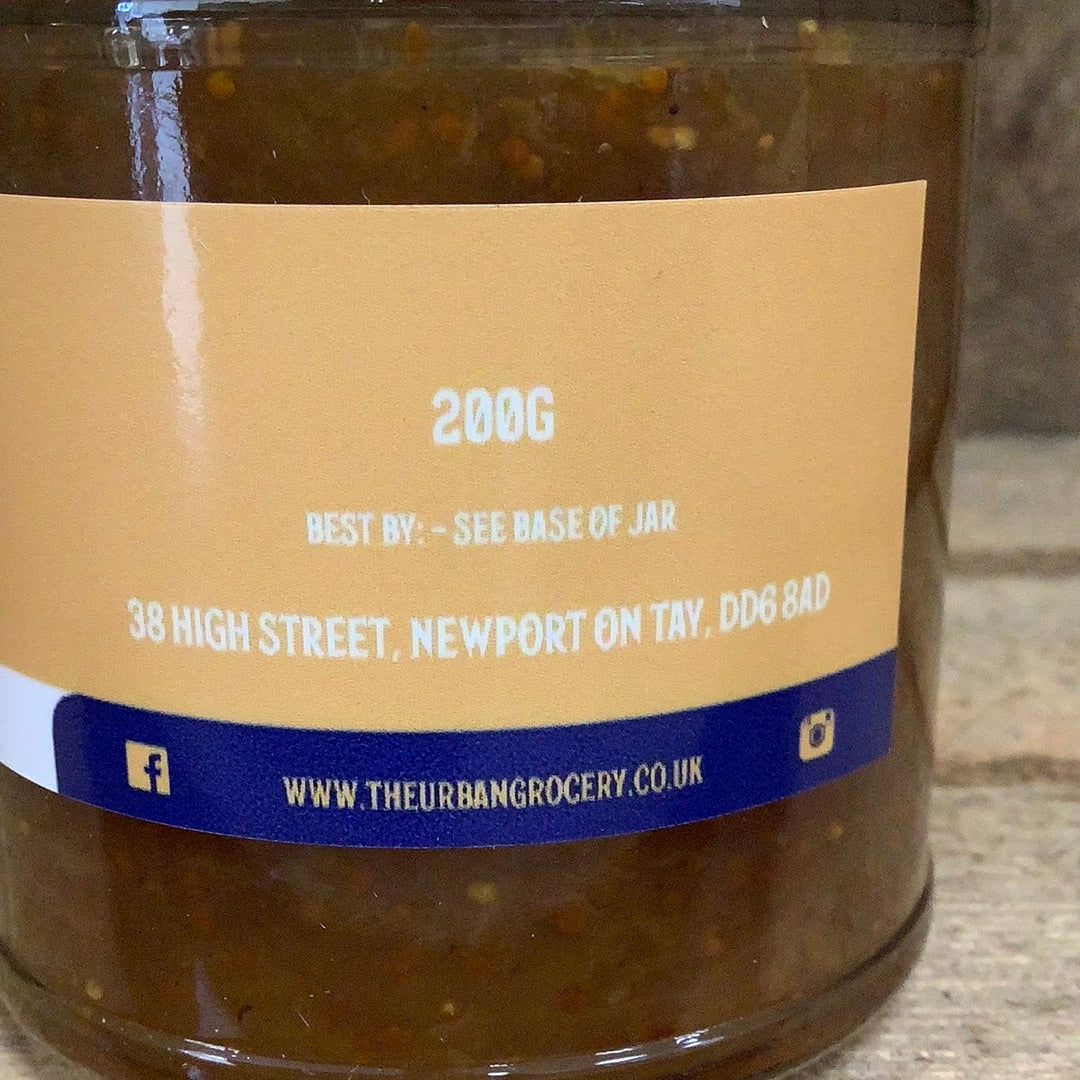 200G
BEST BY:- SEE BASE OF JAR
38 HIGH STREET, NEWPORT ON TAY, DD6 8AD
WWW.THEURBANGROCERY.CO.UK